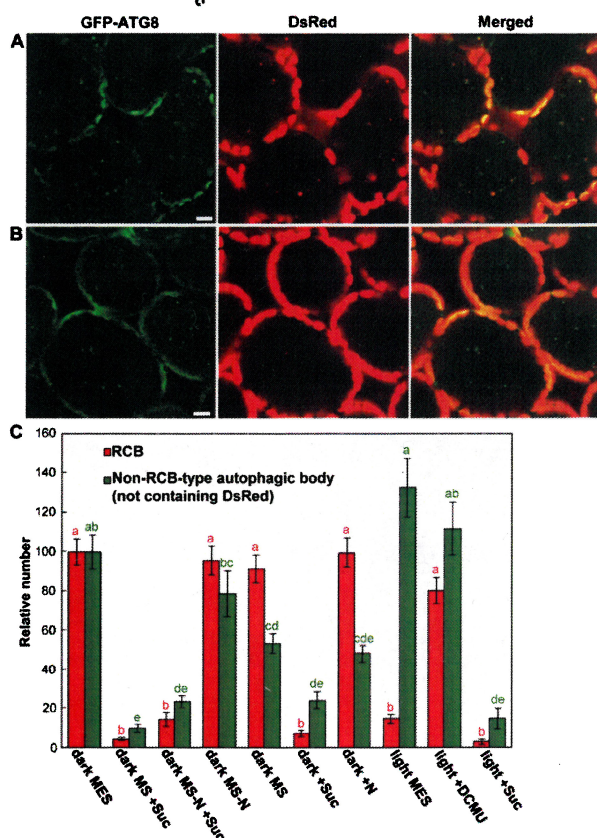 GFP-ATG8 DsRed Merged
A
B
C
160
140
120
100
80
60
40
20
0
Relative number
RCB
Non-RCB-type autophagic body
(not containing DsRed)
a ab b e b de a bc a cd b de a cde b a a ab b de
dark MES
dark MS +Suc
dark MS-N +Suc
dark MS-N
dark MS
dark +Suc
dark +N
light MES
light +DCMU
light +Suc